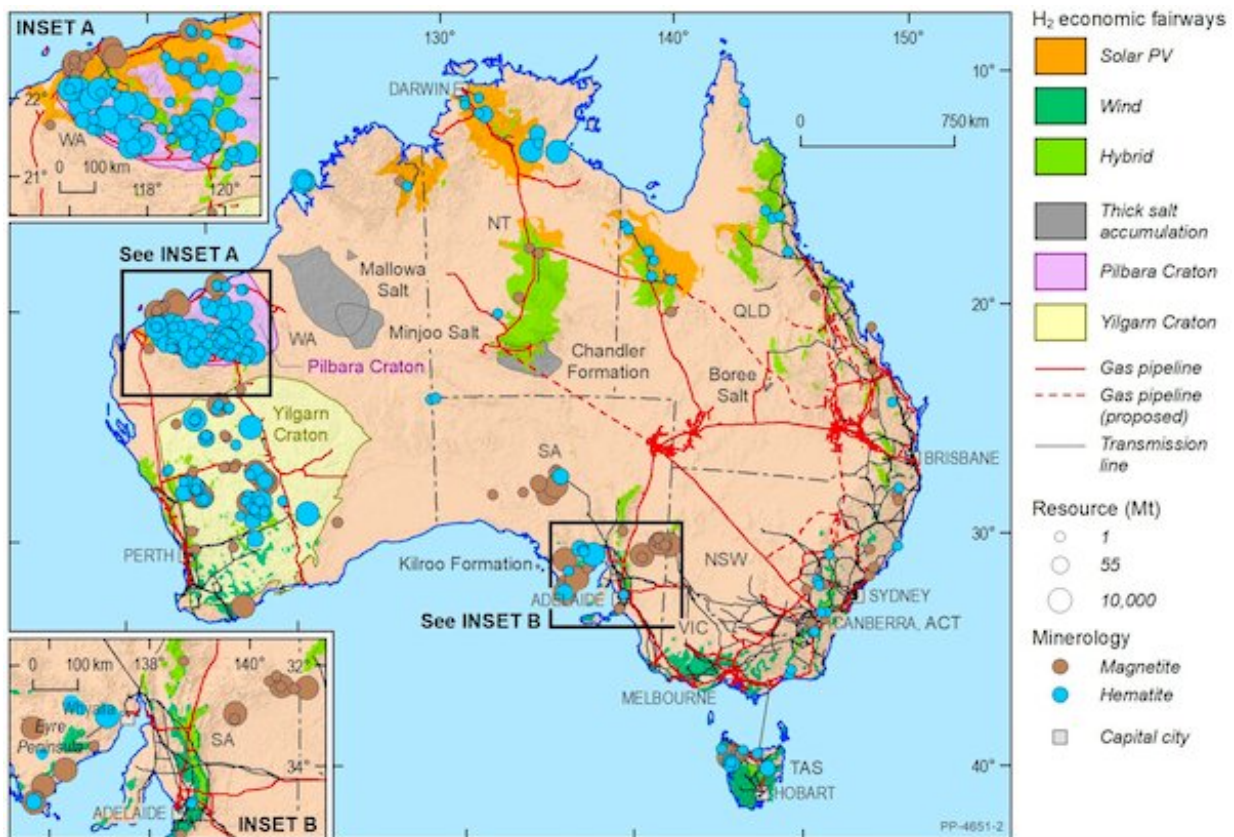 INSET A
22°
21°
WA
0 100 km
118°
120°
130°
140°
150°
10°
20°
30°
40°
0 750 km
DARWIN
See INSET A
NT
Mallowa
Salt
Minjoo Salt
WA
Pilbara Craton
Chandler
Formation
QLD
Boree
Salt
Yilgarn
Craton
SA
BRISBANE
PERTH
Kilroo Formation
NSW
ADELAIDE
See INSET B
VIC
SYDNEY
CANBERRA, ACT
MELBOURNE
TAS
HOBART
PP-4651-2
0 100 km
138°
140°
32°
34°
Whyalla
Eyre
Peninsula
SA
ADELAIDE
INSET B
H₂ economic fairways
Solar PV
Wind
Hybrid
Thick salt
accumulation
Pilbara Craton
Yilgarn Craton
Gas pipeline
Gas pipeline
(proposed)
Transmission
line
Resource (Mt)
1
55
10,000
Minerology
Magnetite
Hematite
Capital city